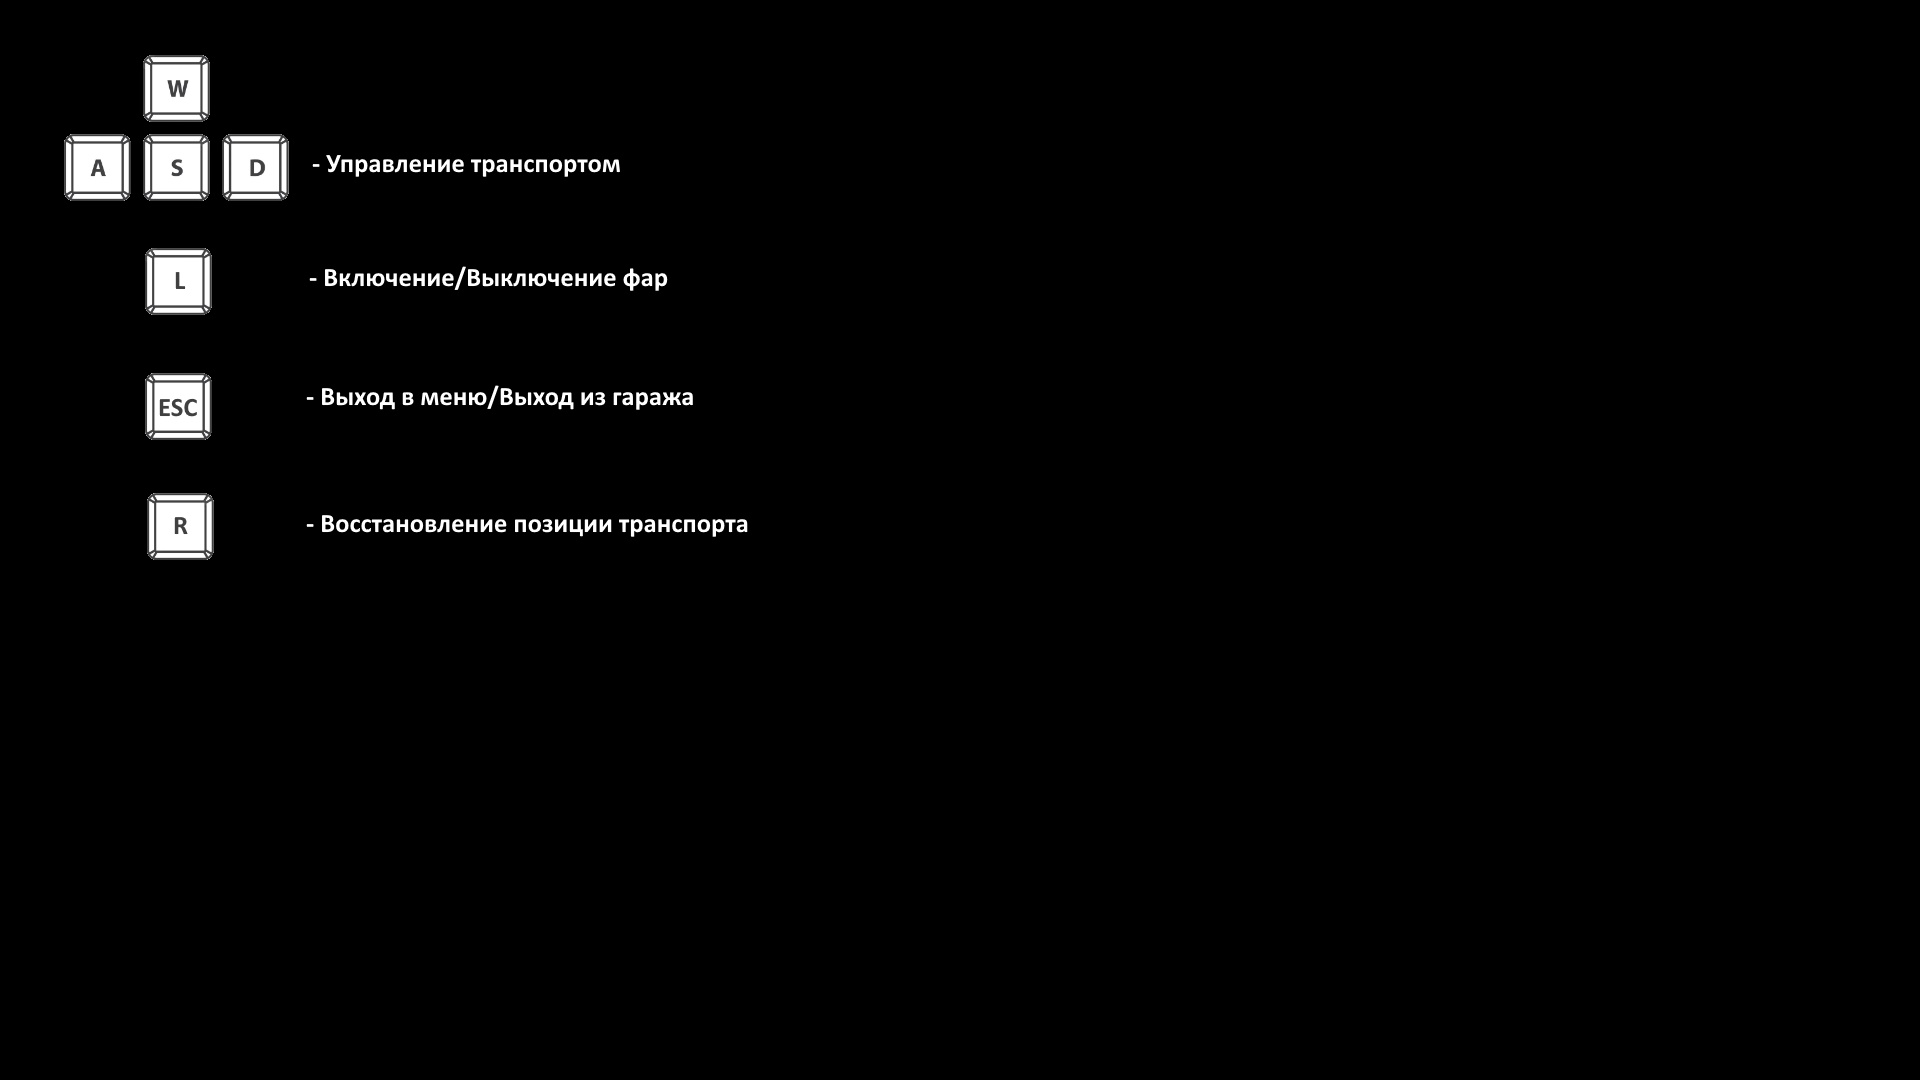 W
A S D - Управление транспортом
L - Включение/Выключение фар
ESC - Выход в меню/Выход из гаража
R - Восстановление позиции транспорта